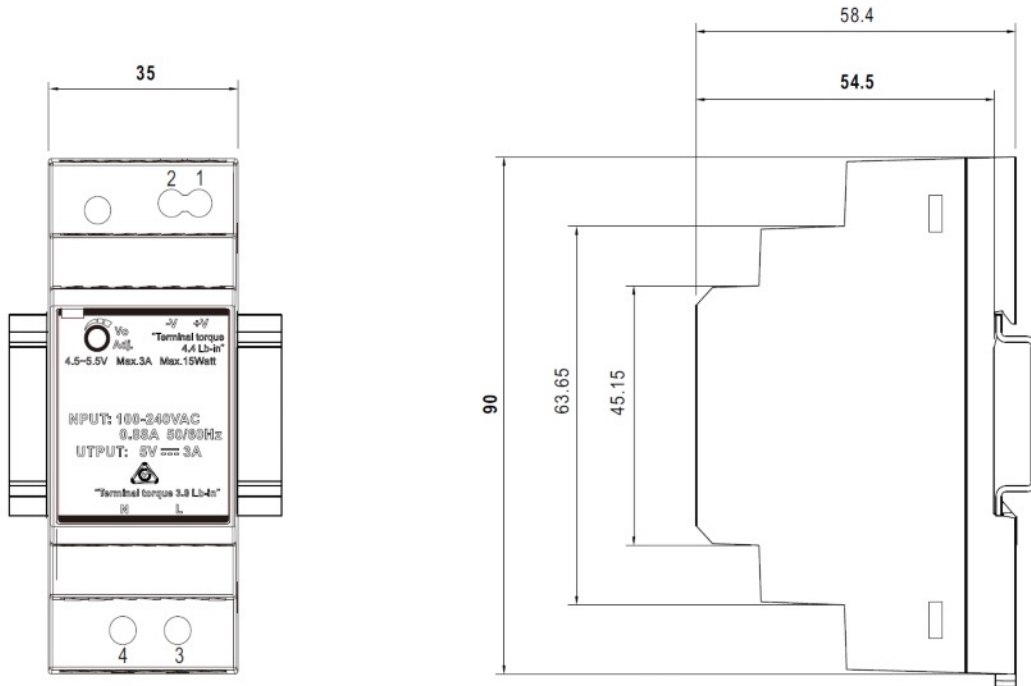 58.4
35
54.5
2 1
Vo
Adj.
-V +V
"Terminal torque
4.4 Lb-in"
4.5~5.5V Max.3A Max.15Watt
90
63.65
45.15
NPUT: 100-240VAC
0.88A 50/60Hz
UTPUT: 5V 3A
"Terminal torque 3.9 Lb-in"
N L
4 3